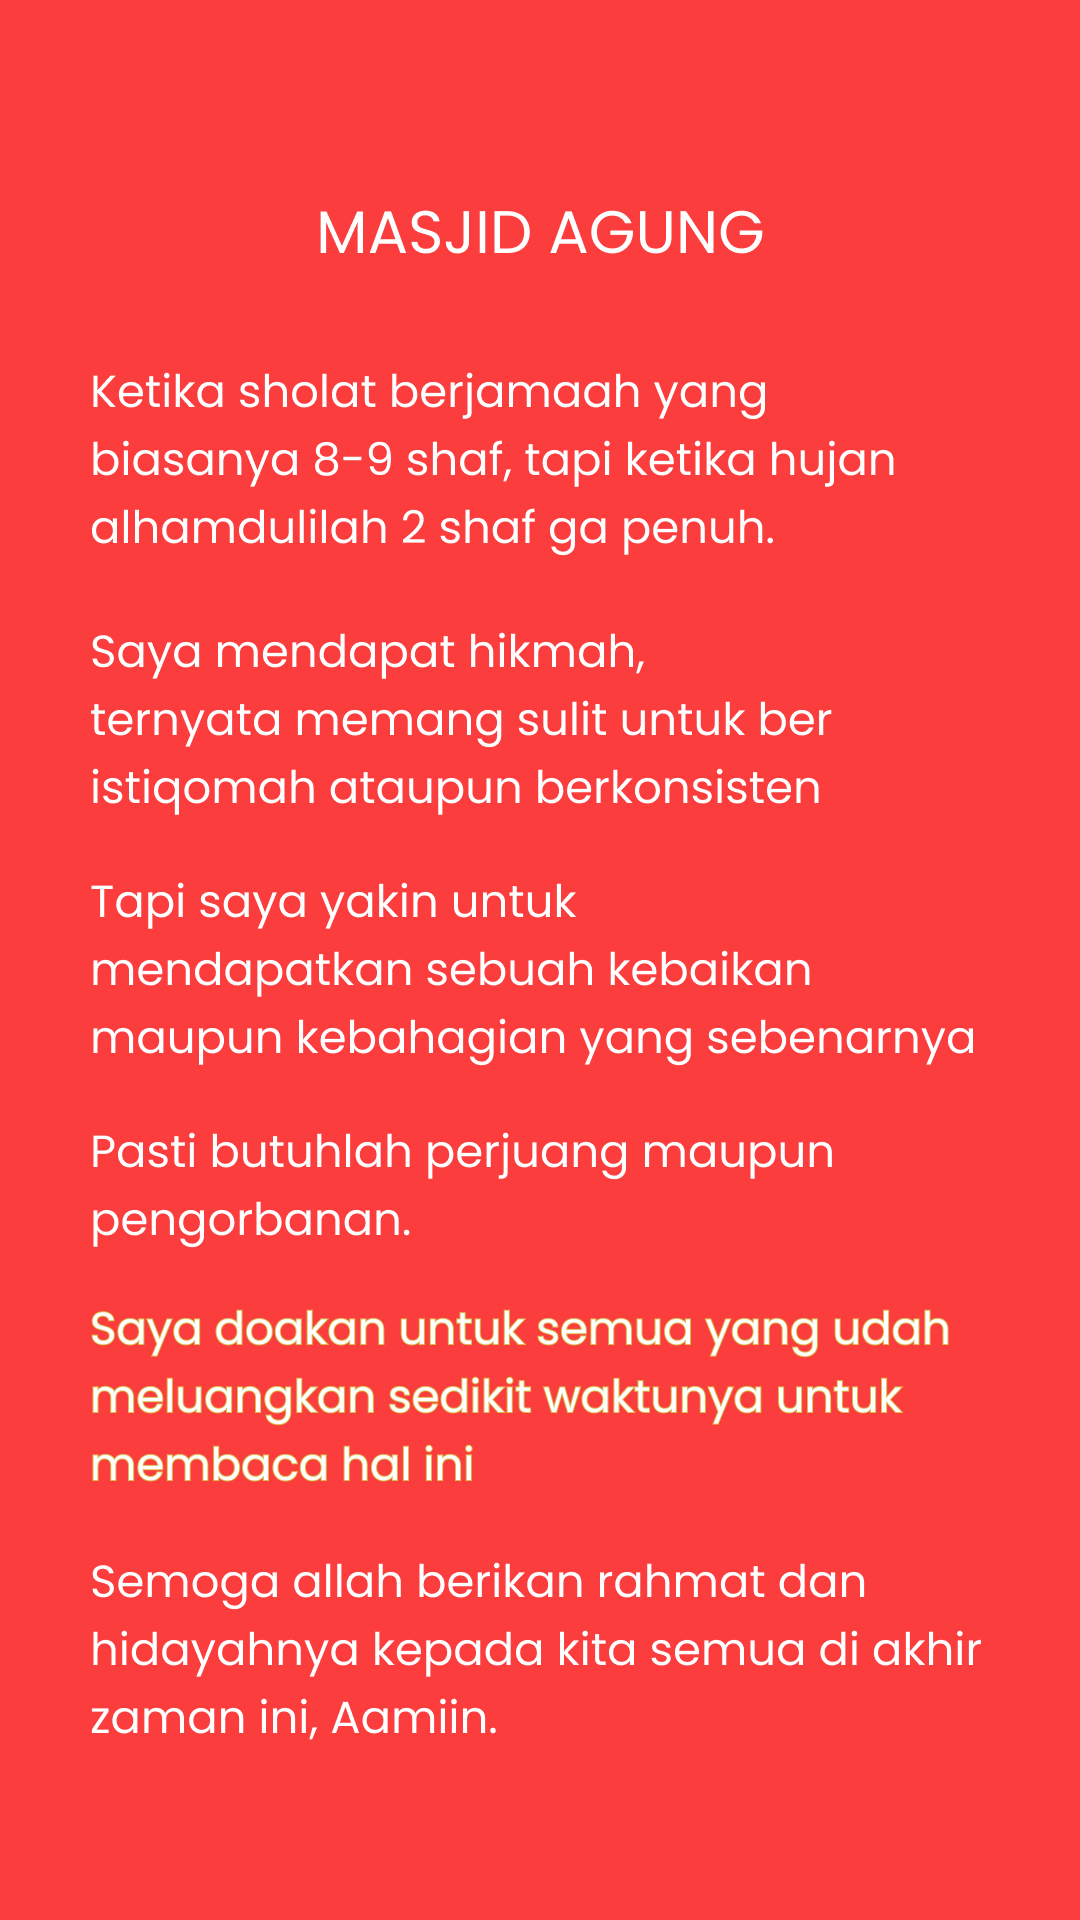 MASJID AGUNG
Ketika sholat berjamaah yang
biasanya 8-9 shaf, tapi ketika hujan
alhamdulilah 2 shaf ga penuh.
Saya mendapat hikmah,
ternyata memang sulit untuk ber
istiqomah ataupun berkonsisten
Tapi saya yakin untuk
mendapatkan sebuah kebaikan
maupun kebahagian yang sebenarnya
Pasti butuhlah perjuang maupun
pengorbanan.
Saya doakan untuk semua yang udah
meluangkan sedikit waktunya untuk
membaca hal ini
Semoga allah berikan rahmat dan
hidayahnya kepada kita semua di akhir
zaman ini, Aamiin.